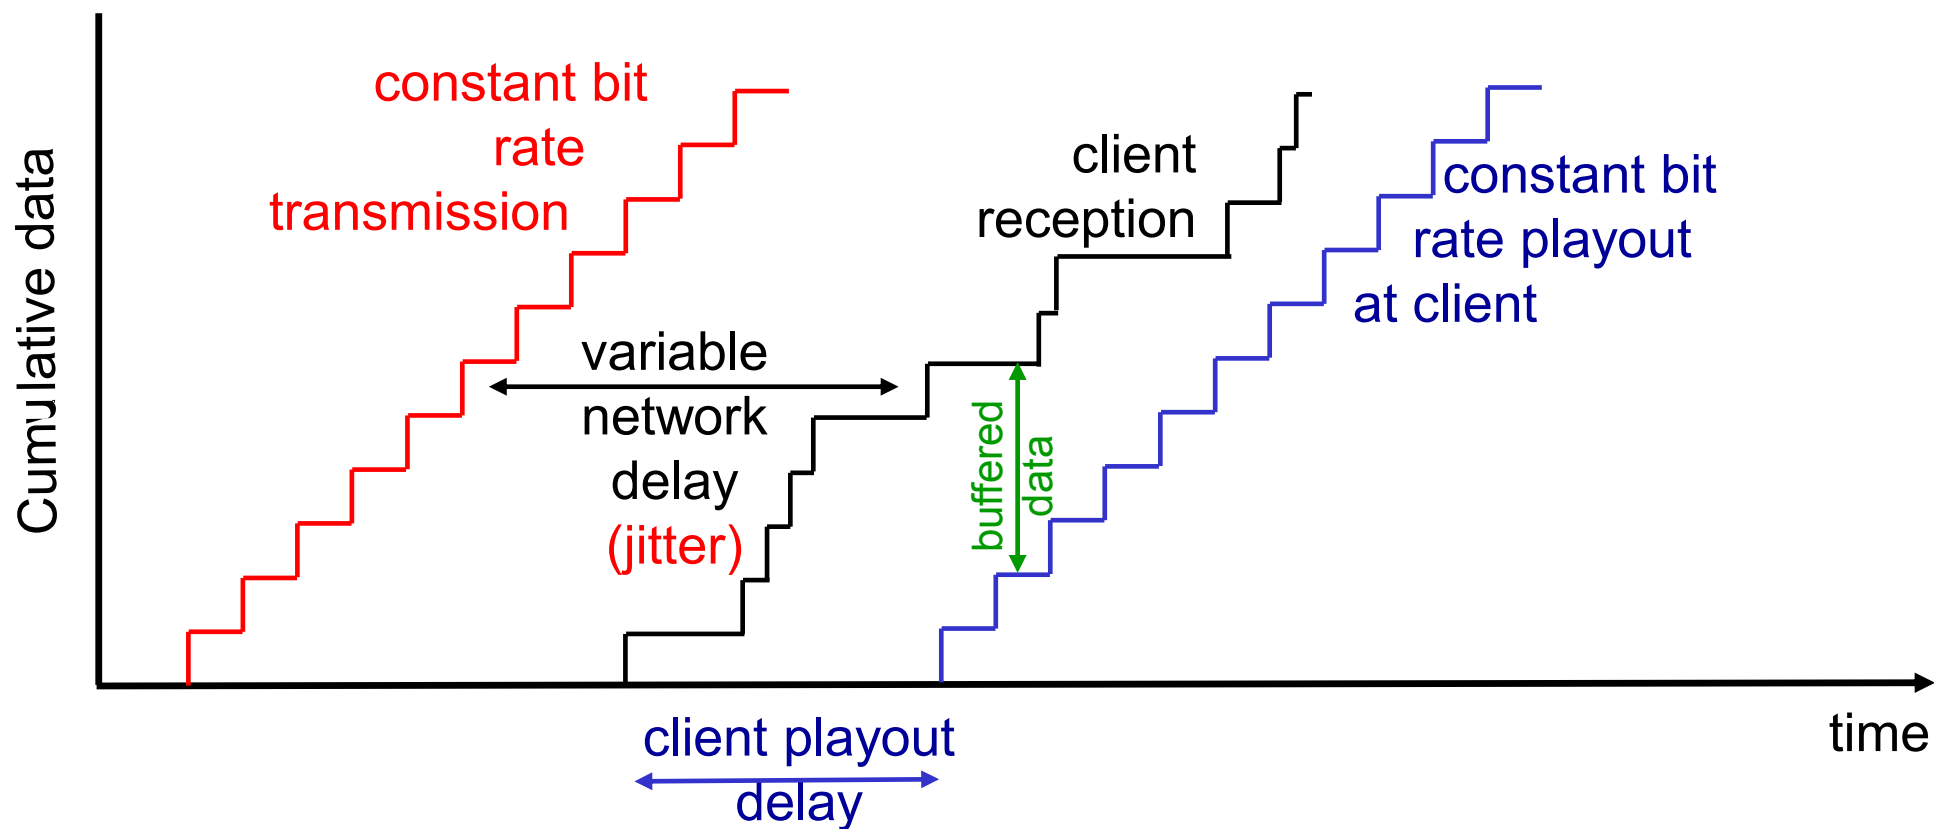 constant bit
rate
transmission
Cumulative data
variable
network
delay
(jitter)
client
reception
buffered
data
constant bit
rate playout
at client
client playout
delay
time